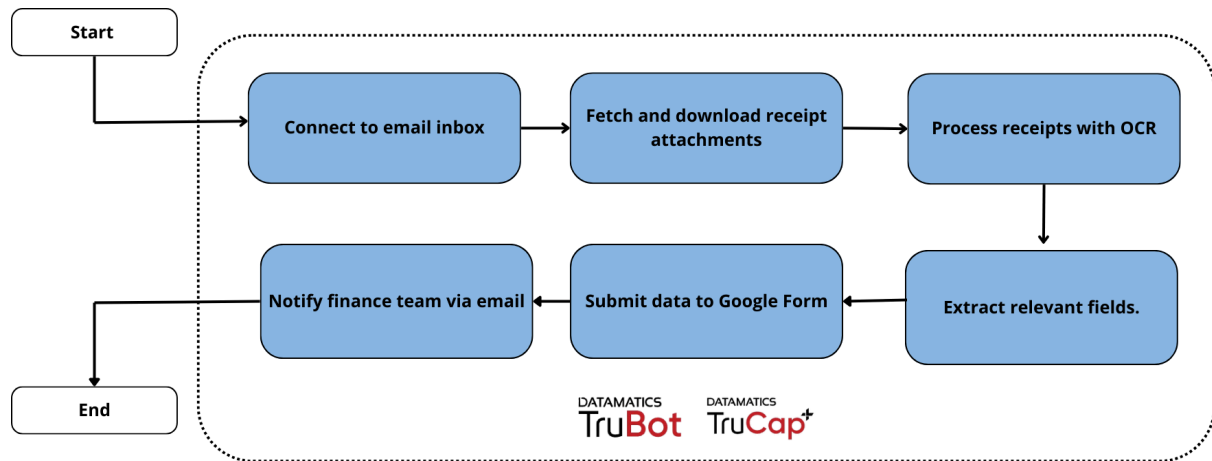 Start
Connect to email inbox
Fetch and download receipt
attachments
Process receipts with OCR
Extract relevant fields.
Submit data to Google Form
Notify finance team via email
End
DATAMATICS
TruBot
DATAMATICS
TruCap+